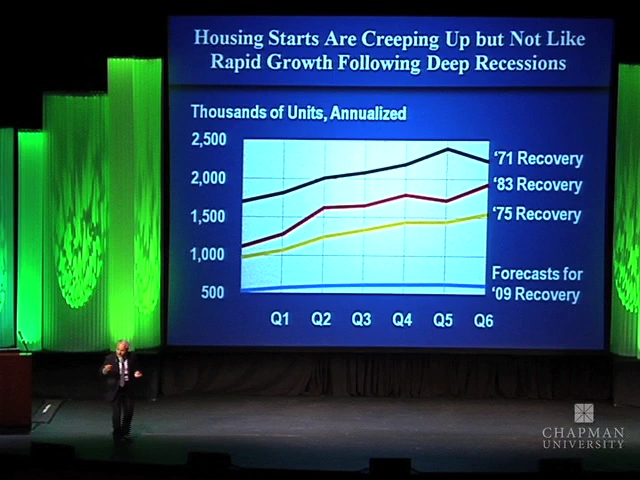 Housing Starts Are Creeping Up but Not Like
Rapid Growth Following Deep Recessions
Thousands of Units, Annualized
2,500
2,000
1,500
1,000
500
'71 Recovery
'83 Recovery
'75 Recovery
Forecasts for
'09 Recovery
Q1 Q2 Q3 Q4 Q5 Q6
CHAPMAN
UNIVERSITY